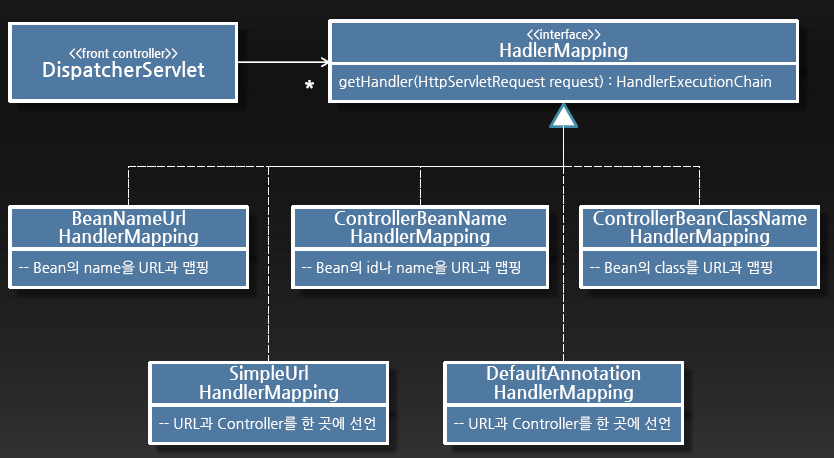 <<front controller>>
DispatcherServlet
<<interface>>
HadlerMapping
*
getHandler(HttpServletRequest request) : HandlerExecutionChain
BeanNameUrl
HandlerMapping
-- Bean의 name을 URL과 맵핑
ControllerBeanName
HandlerMapping
-- Bean의 id나 name을 URL과 맵핑
ControllerBeanClassName
HandlerMapping
-- Bean의 class를 URL과 맵핑
SimpleUrl
HandlerMapping
-- URL과 Controller를 한 곳에 선언
DefaultAnnotation
HandlerMapping
-- URL과 Controller를 한 곳에 선언